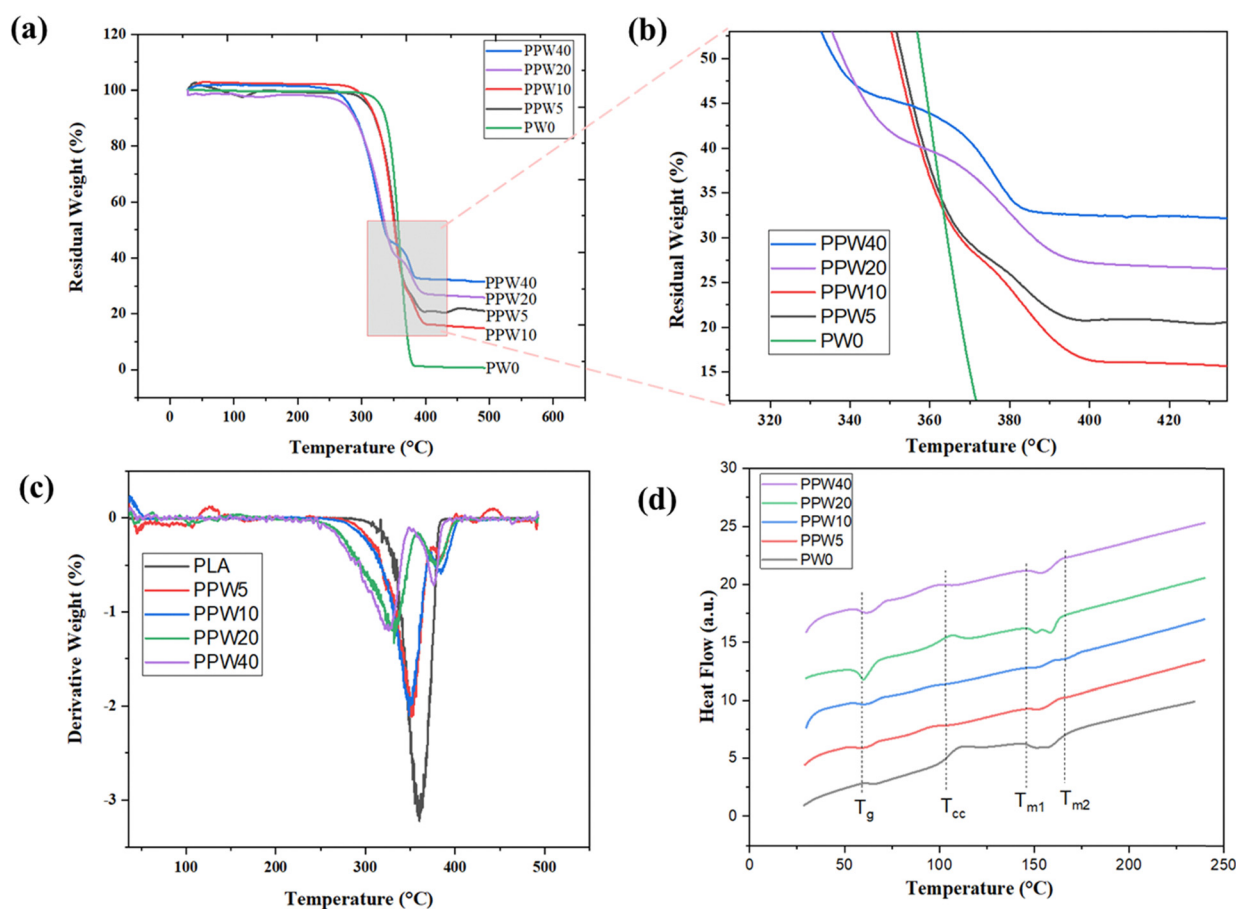 (a)
120
100
80
60
40
20
0
0
100
200
300
400
500
600
Residual Weight (%)
Temperature (°C)
PPW40
PPW20
PPW10
PPW5
PW0
PPW40
PPW20
PPW5
PPW10
PW0
(b)
50
45
40
35
30
25
20
15
320
340
360
380
400
420
Residual Weight (%)
Temperature (°C)
PPW40
PPW20
PPW10
PPW5
PW0
(c)
0
-1
-2
-3
100
200
300
400
500
Derivative Weight (%)
Temperature (°C)
PLA
PPW5
PPW10
PPW20
PPW40
(d)
30
25
20
15
10
5
0
0
50
100
150
200
250
Heat Flow (a.u.)
Temperature (°C)
PPW40
PPW20
PPW10
PPW5
PW0
Tg
Tcc
Tm1
Tm2